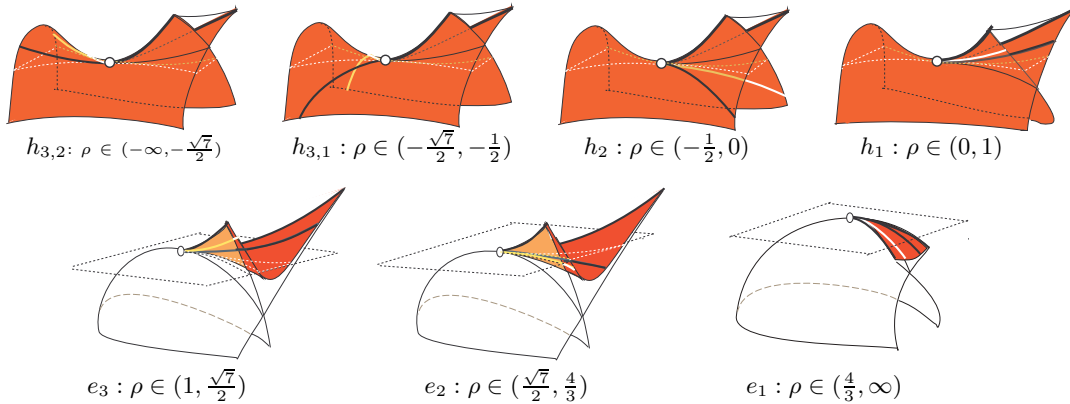 h_{3,2}: ρ ∈ (−∞, −√7/2)
h_{3,1} : ρ ∈ (−√7/2, −1/2)
h_2 : ρ ∈ (−1/2, 0)
h_1 : ρ ∈ (0, 1)
e_3 : ρ ∈ (1, √7/2)
e_2 : ρ ∈ (√7/2, 4/3)
e_1 : ρ ∈ (4/3, ∞)